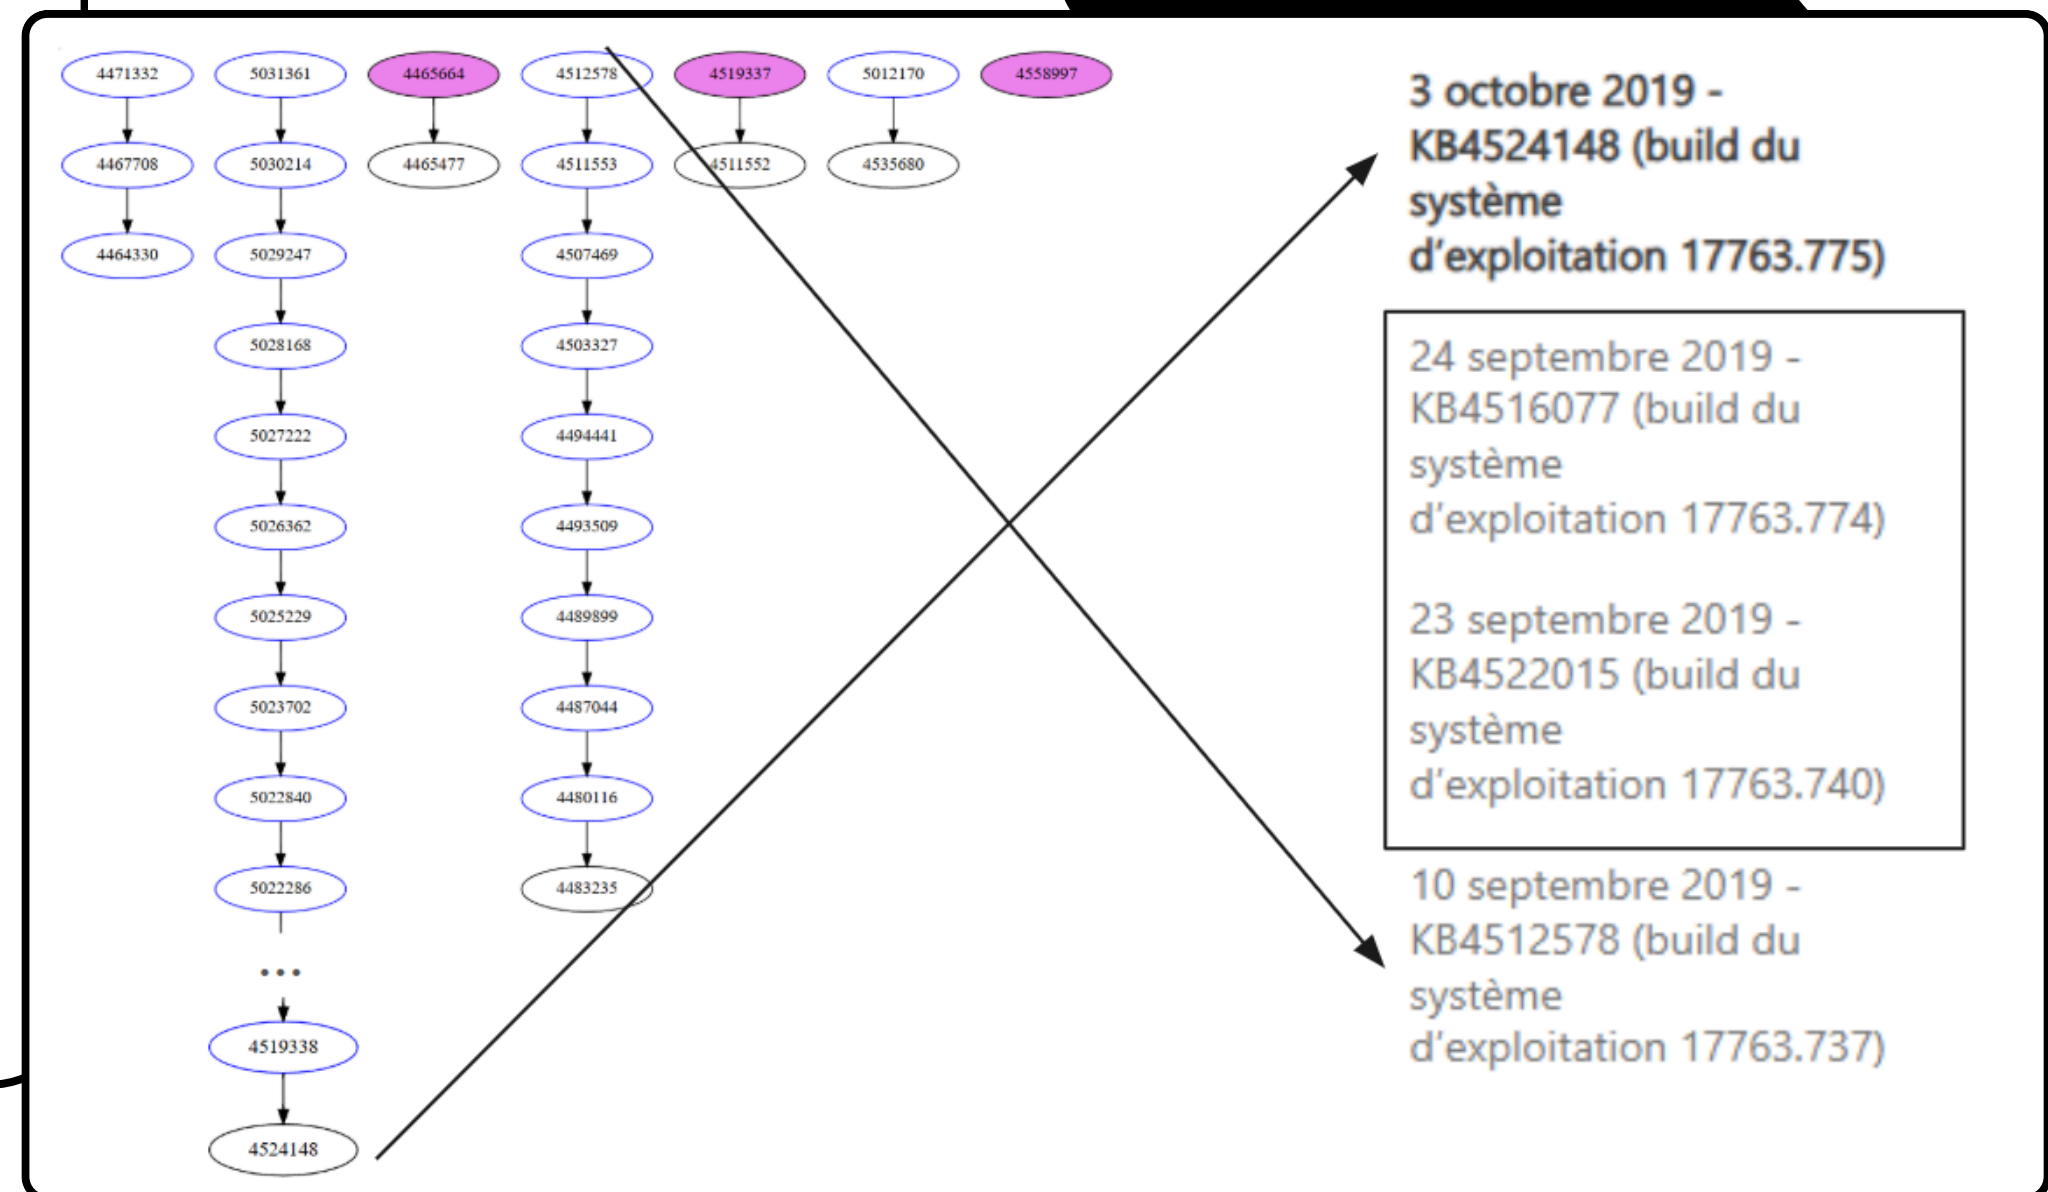 4471332
5031361
4465664
4512578
4519337
5012170
4558997
4467708
5030214
4465477
4511553
4511552
4535680
4464330
5029247
4507469
5028168
4503327
5027222
4494441
5026362
4493509
5025229
4489899
5023702
4487044
5022840
4480116
5022286
4483235
...
4519338
4524148
3 octobre 2019 -
KB4524148 (build du
système
d'exploitation 17763.775)
24 septembre 2019 -
KB4516077 (build du
système
d'exploitation 17763.774)
23 septembre 2019 -
KB4522015 (build du
système
d'exploitation 17763.740)
10 septembre 2019 -
KB4512578 (build du
système
d'exploitation 17763.737)